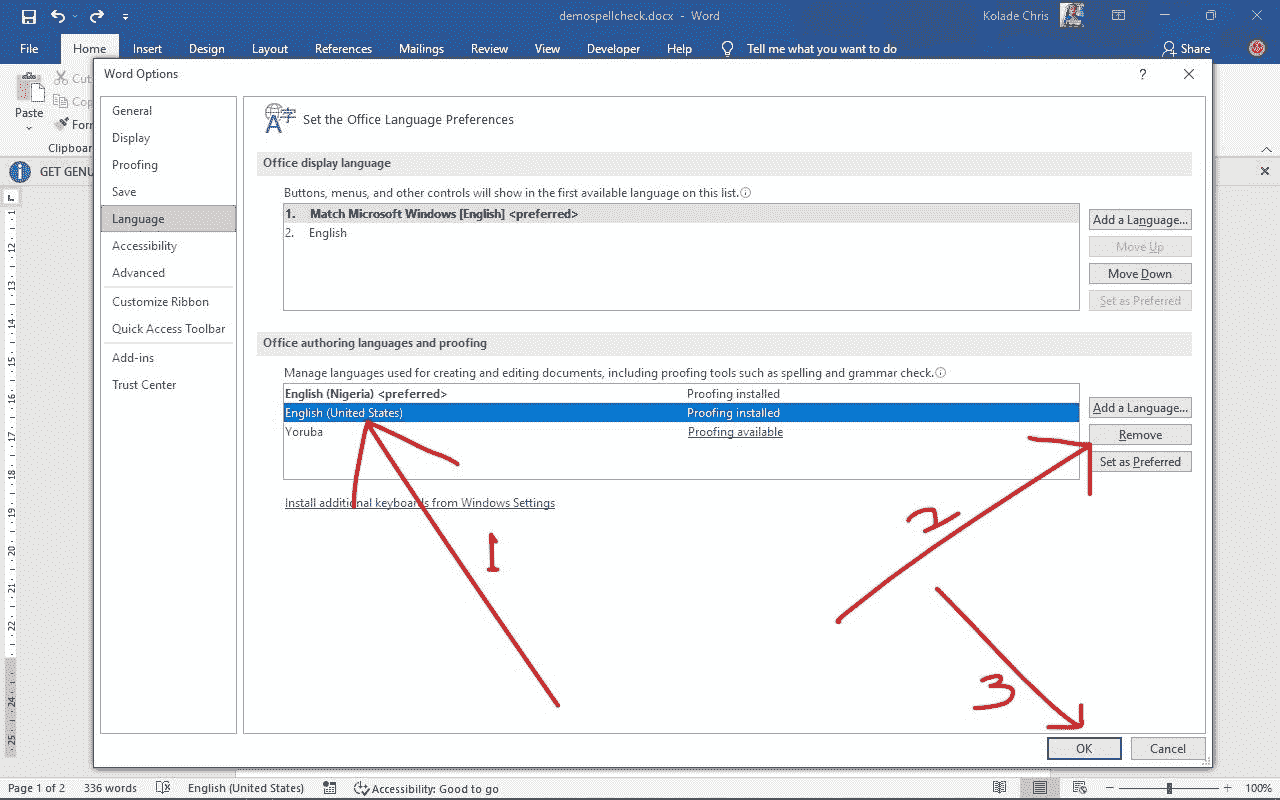 demospellcheck.docx - Word
Kolade Chris
File Home Insert Design Layout References Mailings Review View Developer Help Tell me what you want to do Share
Word Options
?
Paste
Cut
Clipboar
GET GENU
General
Display
Proofing
Save
Language
Accessibility
Advanced
Customize Ribbon
Quick Access Toolbar
Add-ins
Trust Center
Set the Office Language Preferences
Office display language
Buttons, menus, and other controls will show in the first available language on this list.
1. Match Microsoft Windows [English] <preferred>
2. English
Add a Language...
Move Up
Move Down
Set as Preferred
Office authoring languages and proofing
Manage languages used for creating and editing documents, including proofing tools such as spelling and grammar check.
English (Nigeria) <preferred> Proofing installed
English (United States) Proofing installed
Yoruba Proofing available
Add a Language...
Remove
Set as Preferred
Install additional keyboards from Windows Settings
1
2
3
OK Cancel
Page 1 of 2 336 words English (United States) Accessibility: Good to go 100%